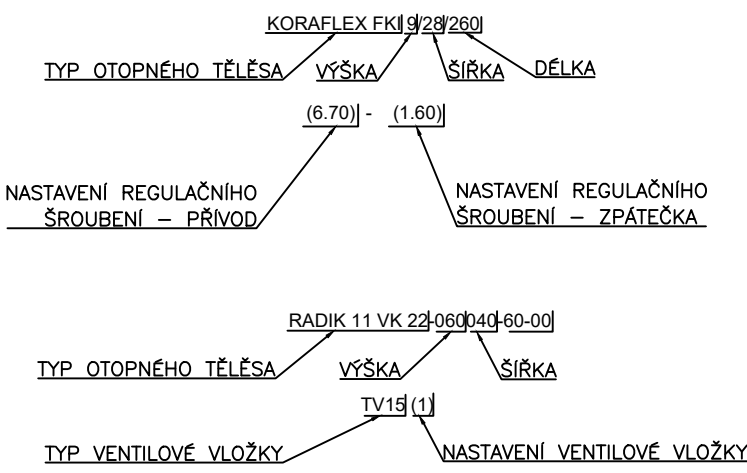 KORAFLEX FKI 9/28/260
TYP OTOPNÉHO TĚLĚSA VÝŠKA ŠÍŘKA DÉLKA
(6.70) - (1.60)
NASTAVENÍ REGULAČNÍHO
ŠROUBENÍ – PŘÍVOD
NASTAVENÍ REGULAČNÍHO
ŠROUBENÍ – ZPÁTEČKA
RADIK 11 VK 22-060040-60-00
TYP OTOPNÉHO TĚLĚSA VÝŠKA ŠÍŘKA
TV15 (1)
TYP VENTILOVÉ VLOŽKY NASTAVENÍ VENTILOVÉ VLOŽKY